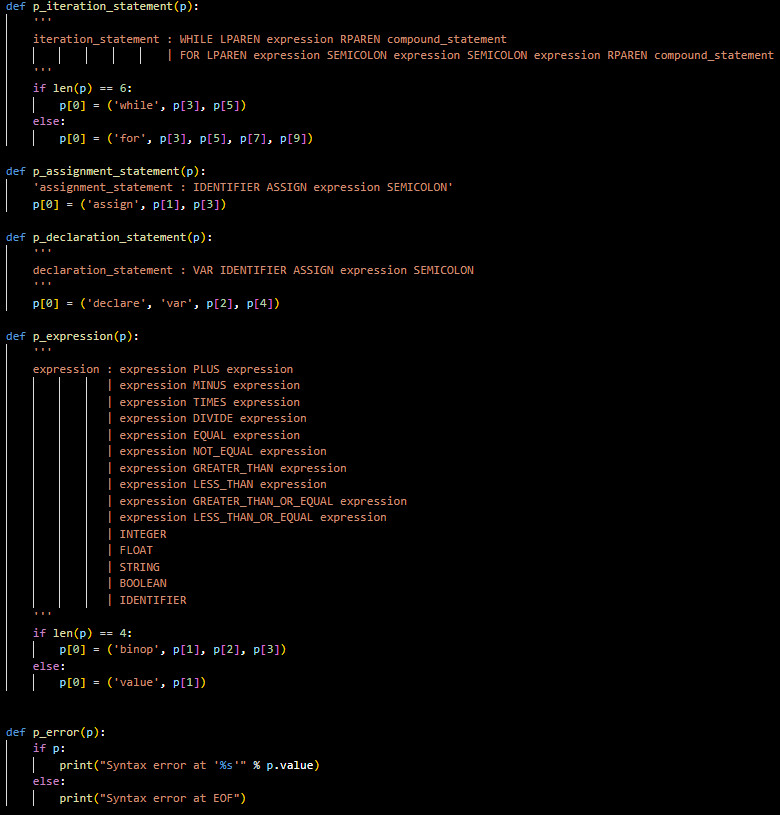 def p_iteration_statement(p):
    '''
    iteration_statement : WHILE LPAREN expression RPAREN compound_statement
                        | FOR LPAREN expression SEMICOLON expression SEMICOLON expression RPAREN compound_statement
    '''
    if len(p) == 6:
        p[0] = ('while', p[3], p[5])
    else:
        p[0] = ('for', p[3], p[5], p[7], p[9])

def p_assignment_statement(p):
    'assignment_statement : IDENTIFIER ASSIGN expression SEMICOLON'
    p[0] = ('assign', p[1], p[3])

def p_declaration_statement(p):
    '''
    declaration_statement : VAR IDENTIFIER ASSIGN expression SEMICOLON
    '''
    p[0] = ('declare', 'var', p[2], p[4])

def p_expression(p):
    '''
    expression : expression PLUS expression
               | expression MINUS expression
               | expression TIMES expression
               | expression DIVIDE expression
               | expression EQUAL expression
               | expression NOT_EQUAL expression
               | expression GREATER_THAN expression
               | expression LESS_THAN expression
               | expression GREATER_THAN_OR_EQUAL expression
               | expression LESS_THAN_OR_EQUAL expression
               | INTEGER
               | FLOAT
               | STRING
               | BOOLEAN
               | IDENTIFIER
    '''
    if len(p) == 4:
        p[0] = ('binop', p[1], p[2], p[3])
    else:
        p[0] = ('value', p[1])


def p_error(p):
    if p:
        print("Syntax error at '%s'" % p.value)
    else:
        print("Syntax error at EOF")